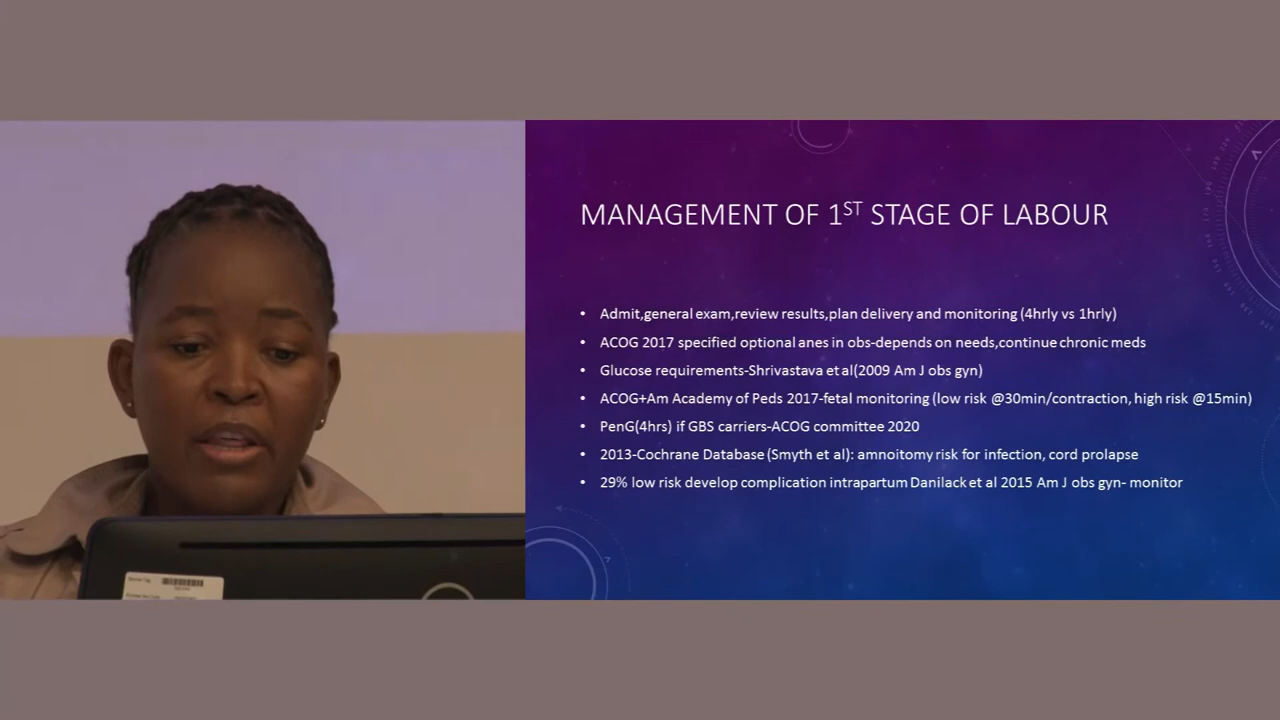 MANAGEMENT OF 1ST STAGE OF LABOUR
• Admit,general exam,review results,plan delivery and monitoring (4hrly vs 1hrly)
• ACOG 2017 specified optional anes in obs-depends on needs,continue chronic meds
• Glucose requirements-Shrivastava et al(2009 Am J obs gyn)
• ACOG+Am Academy of Peds 2017-fetal monitoring (low risk @30min/contraction, high risk @15min)
• PenG(4hrs) if GBS carriers-ACOG committee 2020
• 2013-Cochrane Database (Smyth et al): amnoitomy risk for infection, cord prolapse
• 29% low risk develop complication intrapartum Danilack et al 2015 Am J obs gyn- monitor